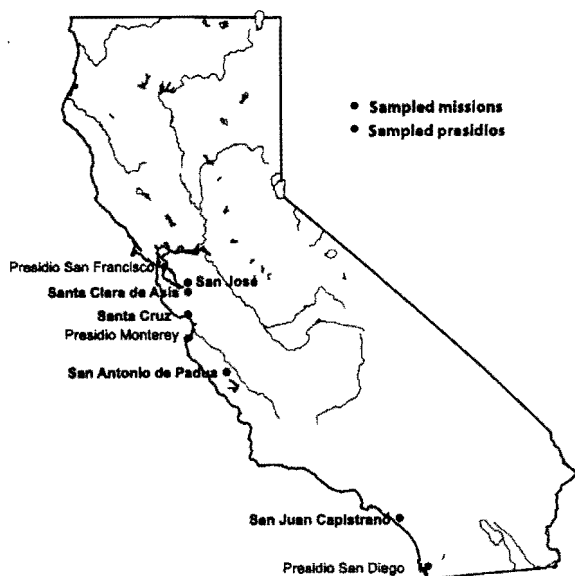 Sampled missions
Sampled presidios
Presidio San Francisco
San José
Santa Clara de Asís
Santa Cruz
Presidio Monterey
San Antonio de Padua
San Juan Capistrano
Presidio San Diego